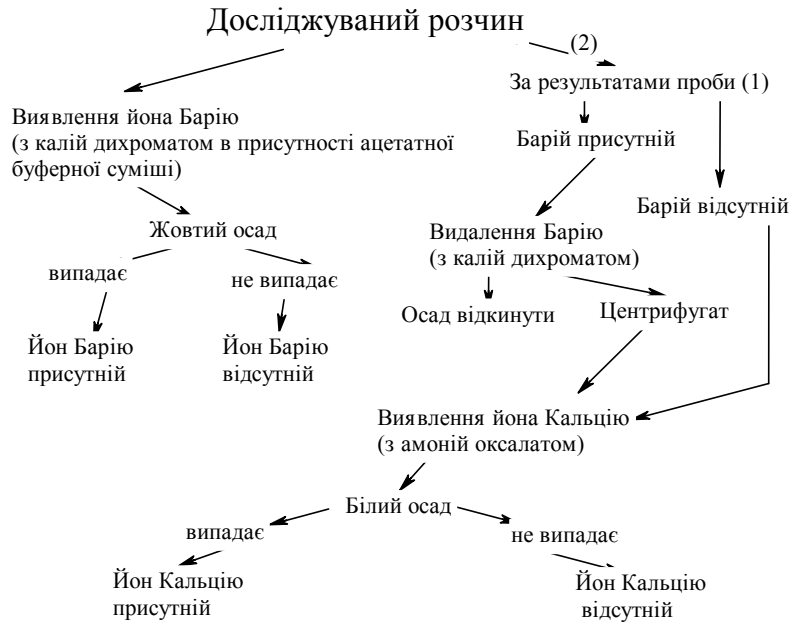 Досліджуваний розчин
(2)
За результатами проби (1)
Виявлення йона Барію
(з калій дихроматом в присутності ацетатної
буферної суміші)
Барій присутній
Барій відсутній
Жовтий осад
Видалення Барію
(з калій дихроматом)
випадає
не випадає
Осад відкинути
Центрифугат
Йон Барію
присутній
Йон Барію
відсутній
Виявлення йона Кальцію
(з амоній оксалатом)
Білий осад
випадає
не випадає
Йон Кальцію
присутній
Йон Кальцію
відсутній